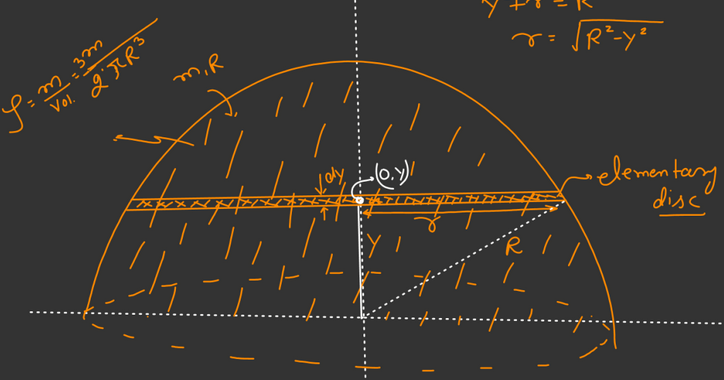 y² + r² = R²
r = √R²-y²
ρ = m/Vol. = 3m/2πR³
m, R
dy
(0,y)
elementary
disc
r
y
R